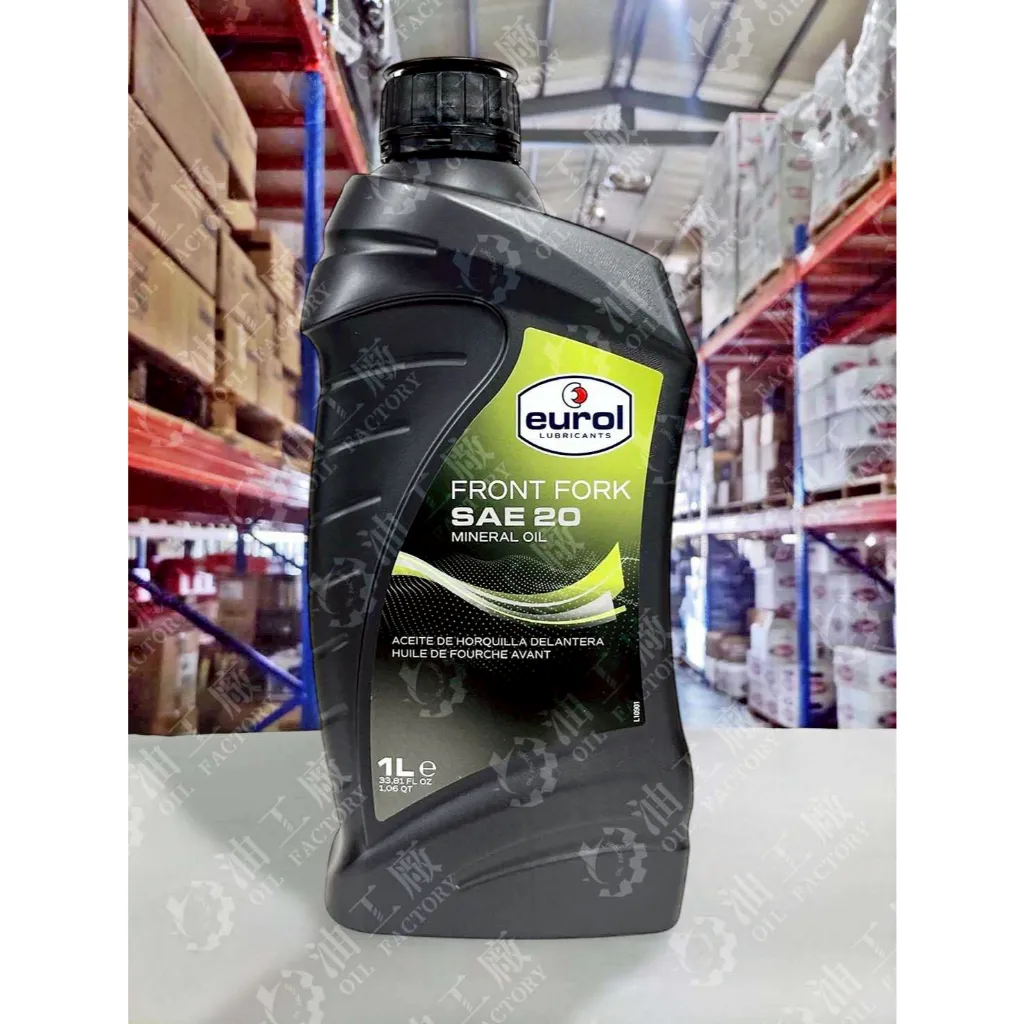 eurol
LUBRICANTS
FRONT FORK
SAE 20
MINERAL OIL
ACEITE DE HORQUILLA DELANTERA
HUILE DE FOURCHE AVANT
L10901
1L e
33,81 FL OZ
1,06 QT
油工廠
OIL FACTORY